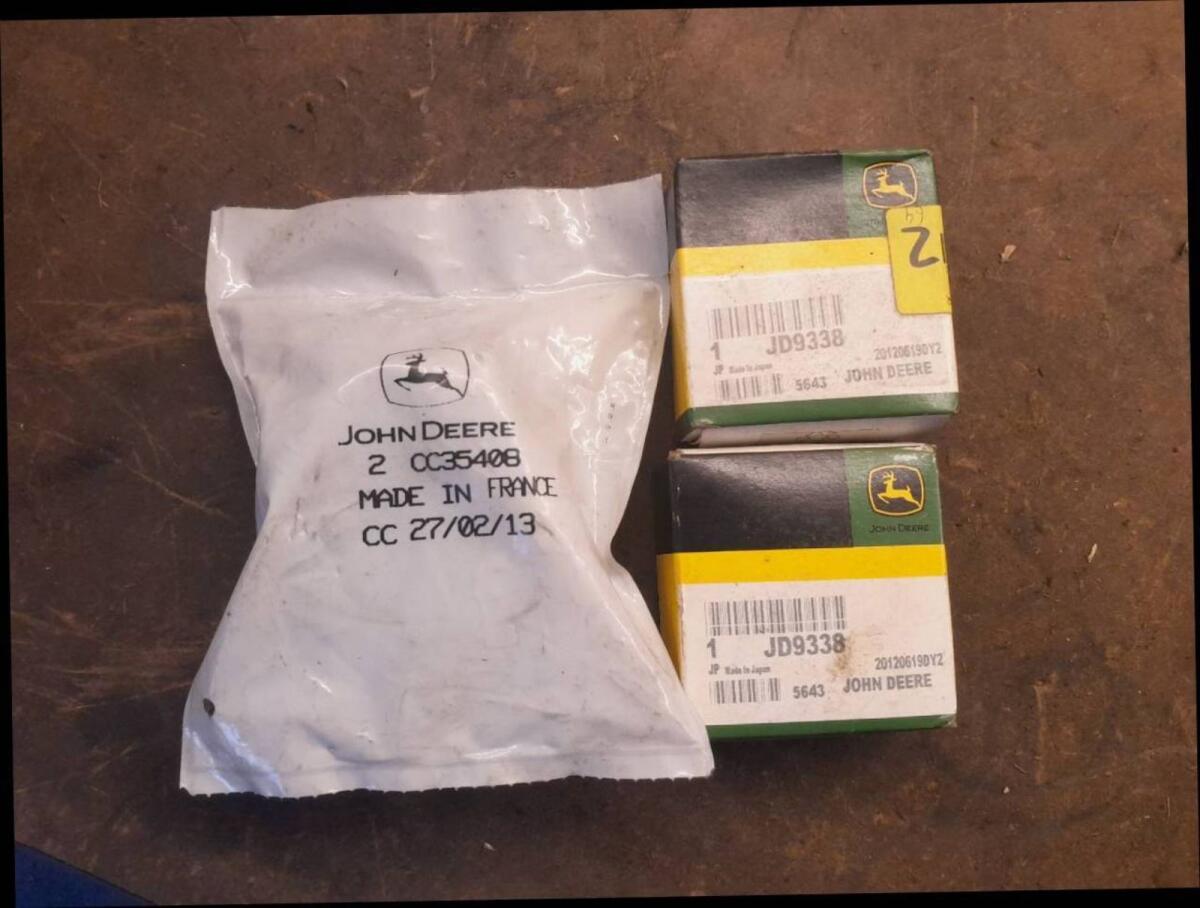 JOHN DEERE
2 CC35408
MADE IN FRANCE
CC 27/02/13
2
1 JD9338
20120619DY2
JP Made In Japan
5643 JOHN DEERE
JOHN DEERE
1 JD9338
20120619DY2
JP Made In Japan
5643 JOHN DEERE